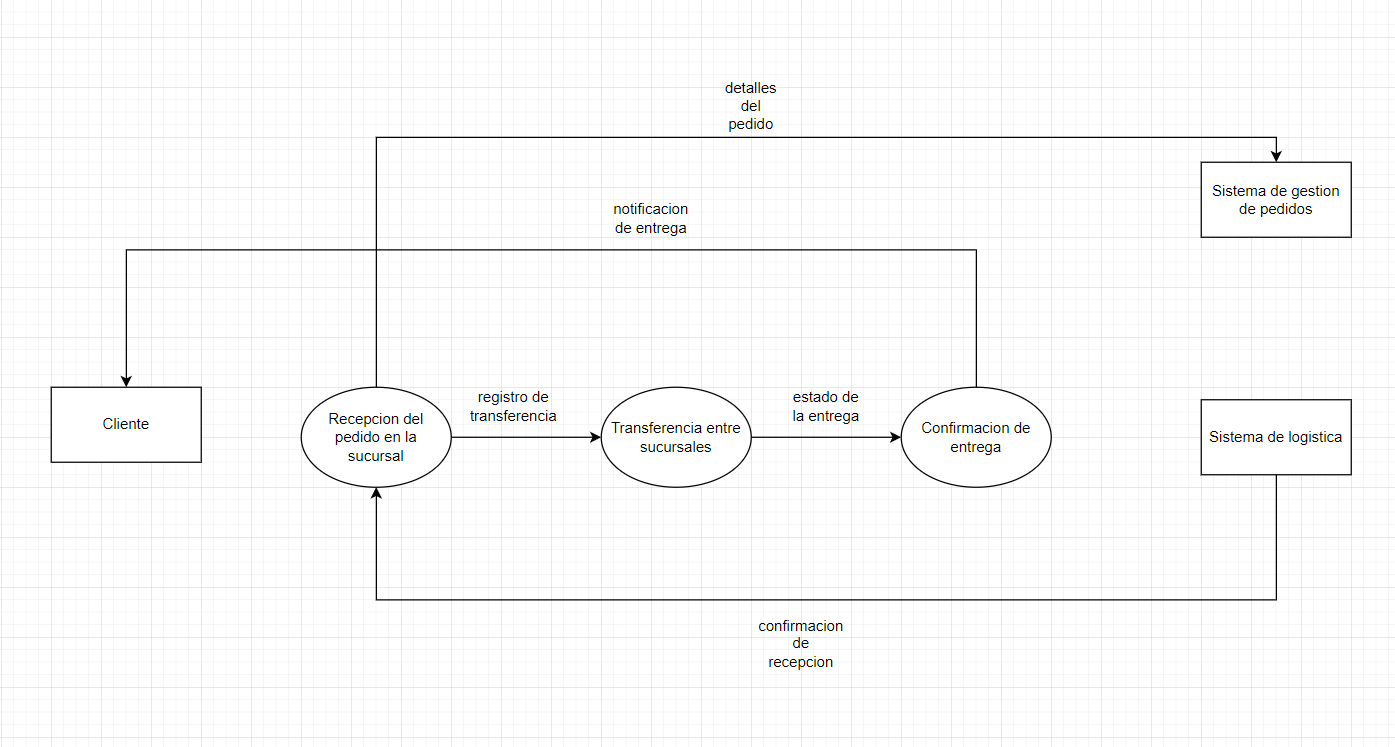 detalles
del
pedido
Sistema de gestion
de pedidos
notificacion
de entrega
Cliente
Recepcion del
pedido en la
sucursal
registro de
transferencia
Transferencia entre
sucursales
estado de
la entrega
Confirmacion de
entrega
Sistema de logistica
confirmacion
de
recepcion